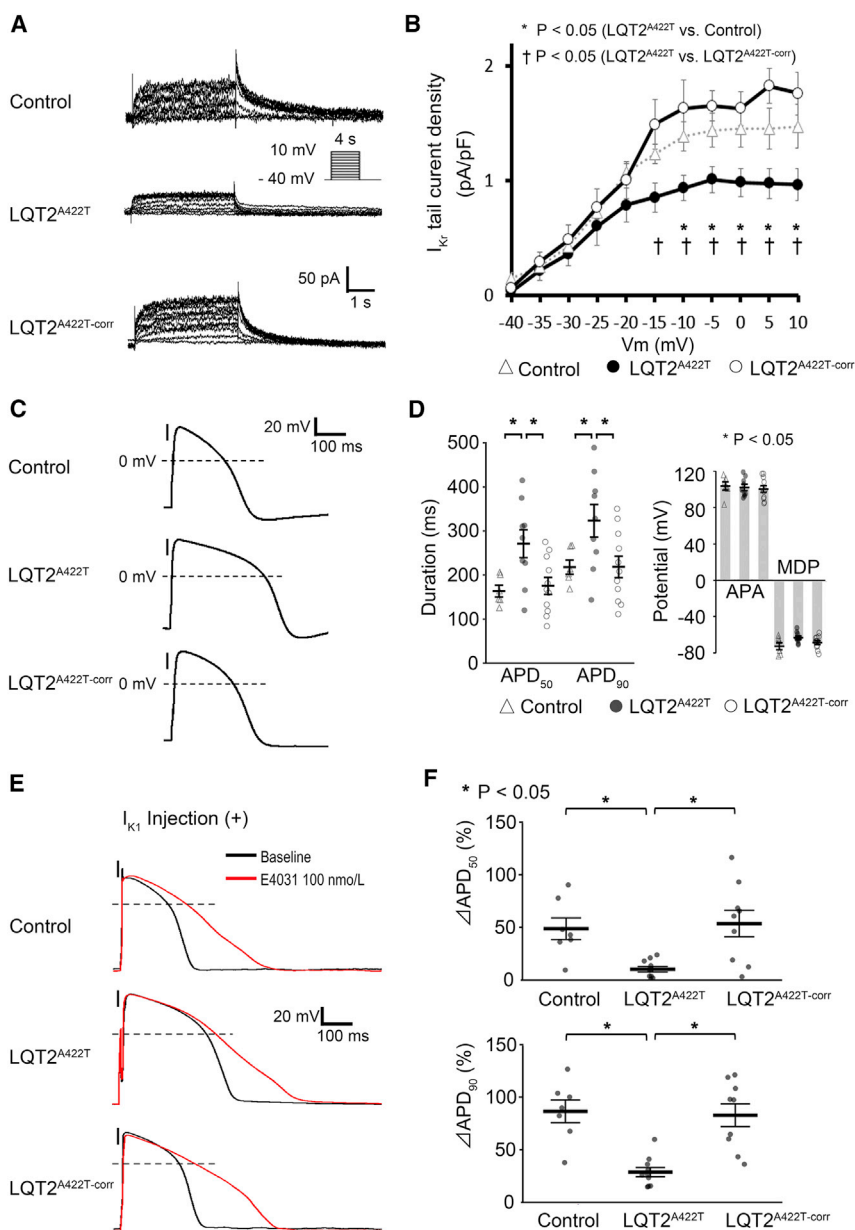 A
Control
10 mV
4 s
- 40 mV
LQT2A422T
50 pA
1 s
LQT2A422T-corr
B
* P < 0.05 (LQT2A422T vs. Control)
† P < 0.05 (LQT2A422T vs. LQT2A422T-corr)
IKr tail curent density
(pA/pF)
2
1
0
* * * * *
† † † † † †
-40 -35 -30 -25 -20 -15 -10 -5 0 5 10
Vm (mV)
△ Control ● LQT2A422T ○ LQT2A422T-corr
C
20 mV
100 ms
Control
0 mV
LQT2A422T
0 mV
LQT2A422T-corr
0 mV
D
* * * *
* P < 0.05
Duration (ms)
500
400
300
200
100
0
APD50 APD90
Potential (mV)
120
80
40
0
-40
-80
APA
MDP
△ Control ● LQT2A422T ○ LQT2A422T-corr
E
IK1 Injection (+)
Baseline
E4031 100 nmo/L
Control
20 mV
100 ms
LQT2A422T
LQT2A422T-corr
F
* P < 0.05
* *
⊿APD50 (%)
150
100
50
0
Control LQT2A422T LQT2A422T-corr
* *
⊿APD90 (%)
150
100
50
0
Control LQT2A422T LQT2A422T-corr